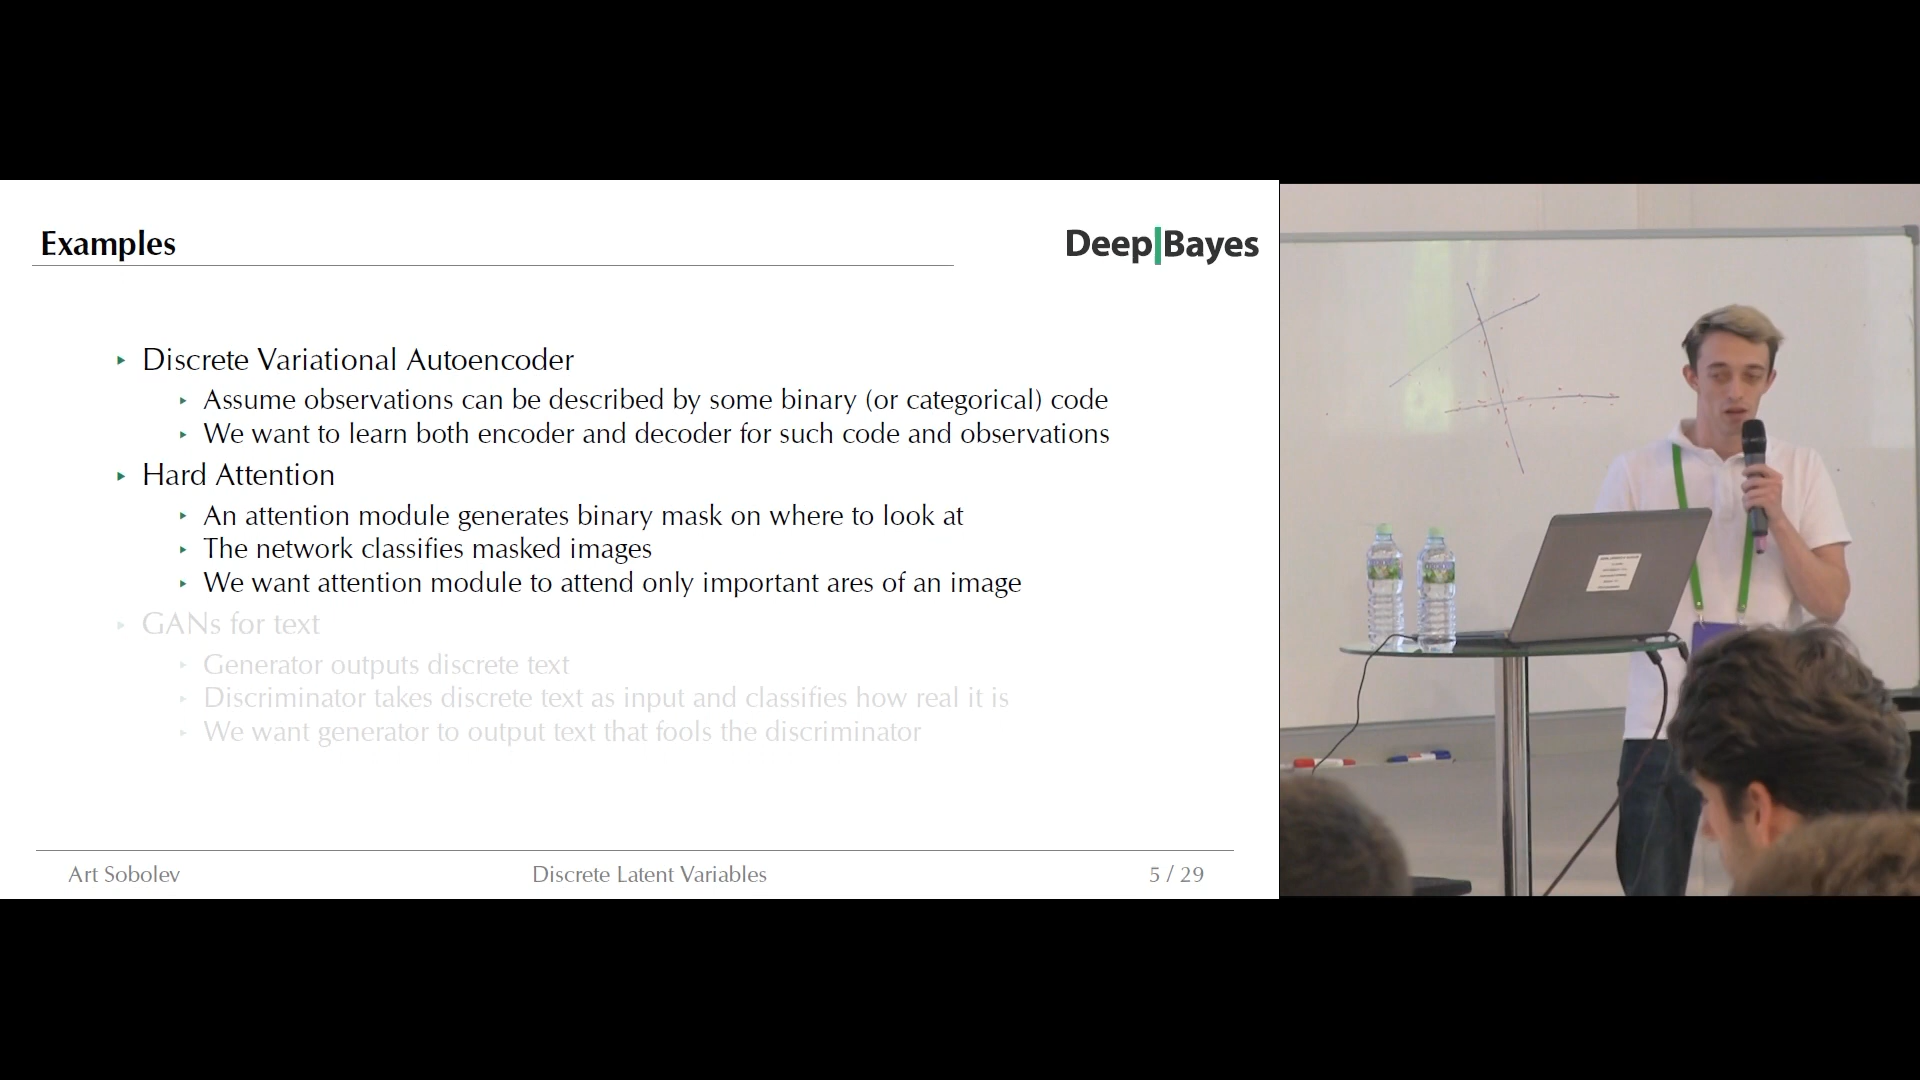 Examples
Deep|Bayes
Discrete Variational Autoencoder
Assume observations can be described by some binary (or categorical) code
We want to learn both encoder and decoder for such code and observations
Hard Attention
An attention module generates binary mask on where to look at
The network classifies masked images
We want attention module to attend only important ares of an image
GANs for text
Generator outputs discrete text
Discriminator takes discrete text as input and classifies how real it is
We want generator to output text that fools the discriminator
Art Sobolev
Discrete Latent Variables
5 / 29